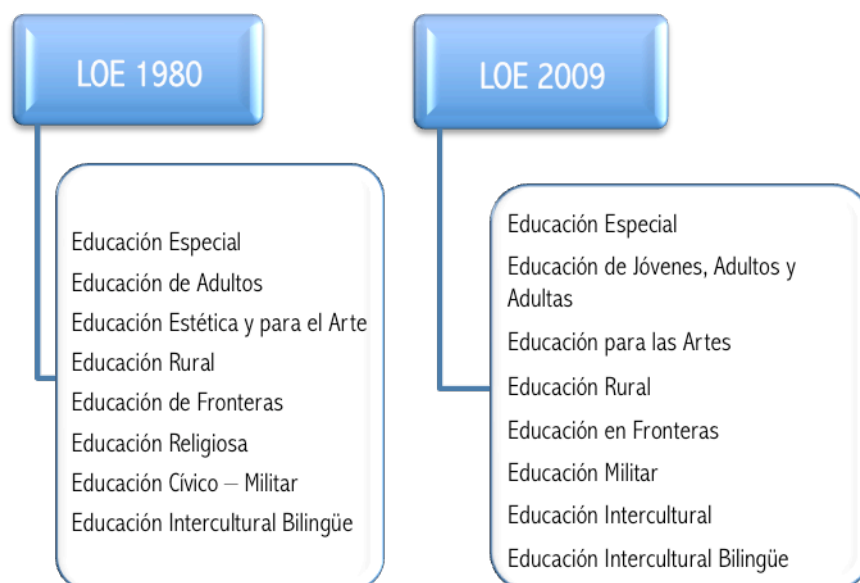 LOE 1980
Educación Especial
Educación de Adultos
Educación Estética y para el Arte
Educación Rural
Educación de Fronteras
Educación Religiosa
Educación Cívico – Militar
Educación Intercultural Bilingüe
LOE 2009
Educación Especial
Educación de Jóvenes, Adultos y
Adultas
Educación para las Artes
Educación Rural
Educación en Fronteras
Educación Militar
Educación Intercultural
Educación Intercultural Bilingüe